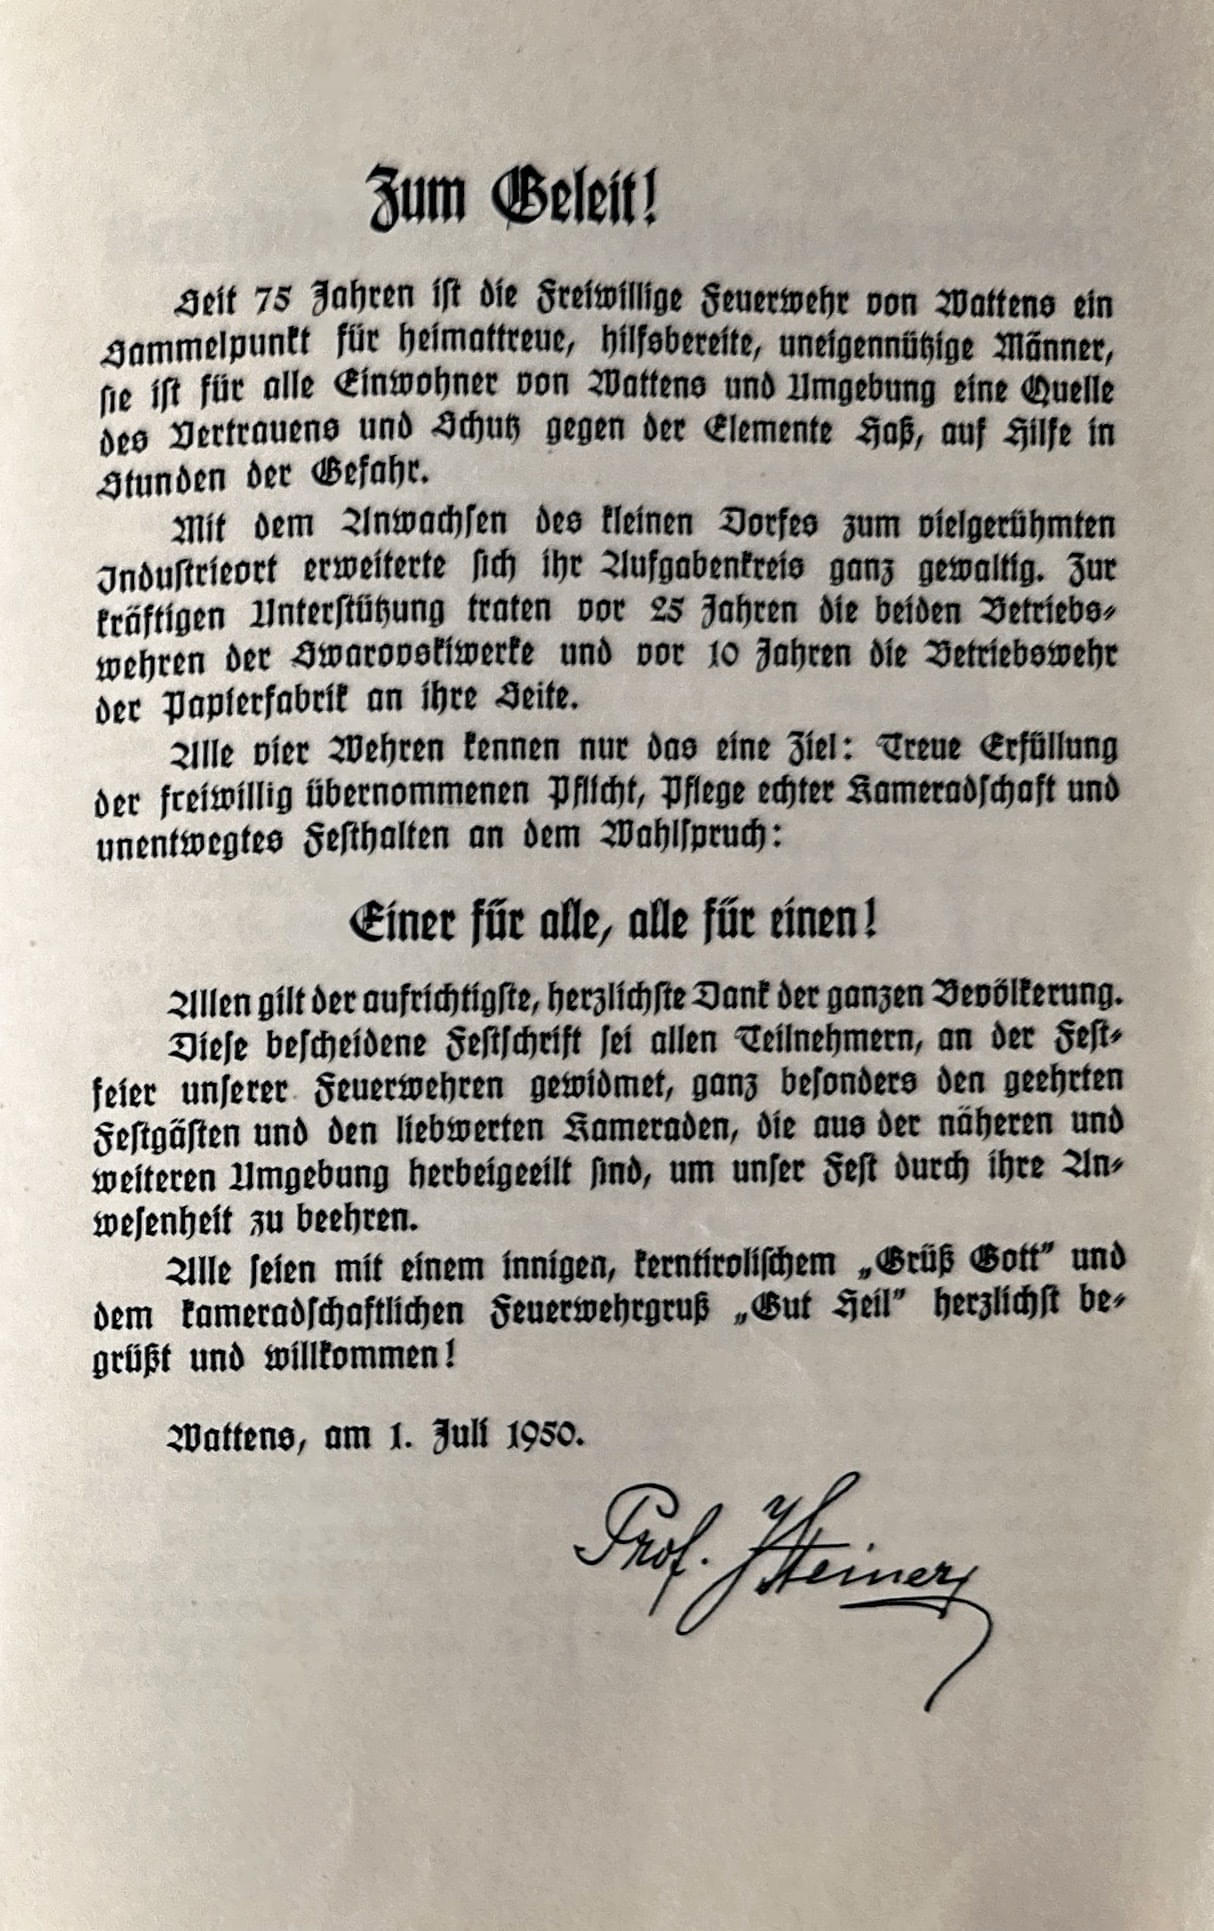 Zum Geleit!
Seit 75 Jahren ist die Freiwillige Feuerwehr von Wattens ein
Sammelpunkt für heimattreue, hilfsbereite, uneigennützige Männer,
sie ist für alle Einwohner von Wattens und Umgebung eine Quelle
des Vertrauens und Schutz gegen der Elemente Haß, auf Hilfe in
Stunden der Gefahr.
Mit dem Anwachsen des kleinen Dorfes zum vielgerühmten
Industrieort erweiterte sich ihr Aufgabenkreis ganz gewaltig. Zur
kräftigen Unterstützung traten vor 25 Jahren die beiden Betriebs-
wehren der Swarovskiwerke und vor 10 Jahren die Betriebswehr
der Papierfabrik an ihre Seite.
Alle vier Wehren kennen nur das eine Ziel: Treue Erfüllung
der freiwillig übernommenen Pflicht, Pflege echter Kameradschaft und
unentwegtes Festhalten an dem Wahlspruch:
Einer für alle, alle für einen!
Allen gilt der aufrichtigste, herzlichste Dank der ganzen Bevölkerung.
Diese bescheidene Festschrift sei allen Teilnehmern, an der Fest-
feier unserer Feuerwehren gewidmet, ganz besonders den geehrten
Festgästen und den liebwerten Kameraden, die aus der näheren und
weiteren Umgebung herbeigeeilt sind, um unser Fest durch ihre An-
wesenheit zu beehren.
Alle seien mit einem innigen, kerntirolischem „Grüß Gott” und
dem kameradschaftlichen Feuerwehrgruß „Gut Heil” herzlichst be-
grüßt und willkommen!
Wattens, am 1. Juli 1950.
Prof. J Steiner